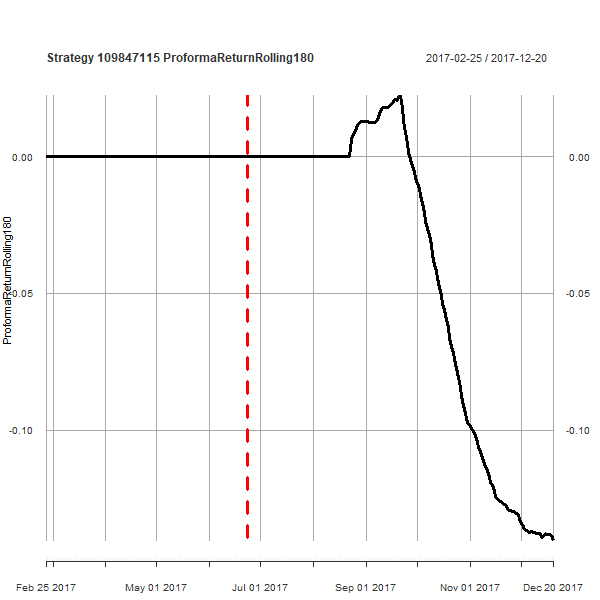 Strategy 109847115 ProformaReturnRolling180
2017-02-25 / 2017-12-20
0.00
0.00
ProformaReturnRolling180
-0.05
-0.05
-0.10
-0.10
Feb 25 2017
May 01 2017
Jul 01 2017
Sep 01 2017
Nov 01 2017
Dec 20 2017